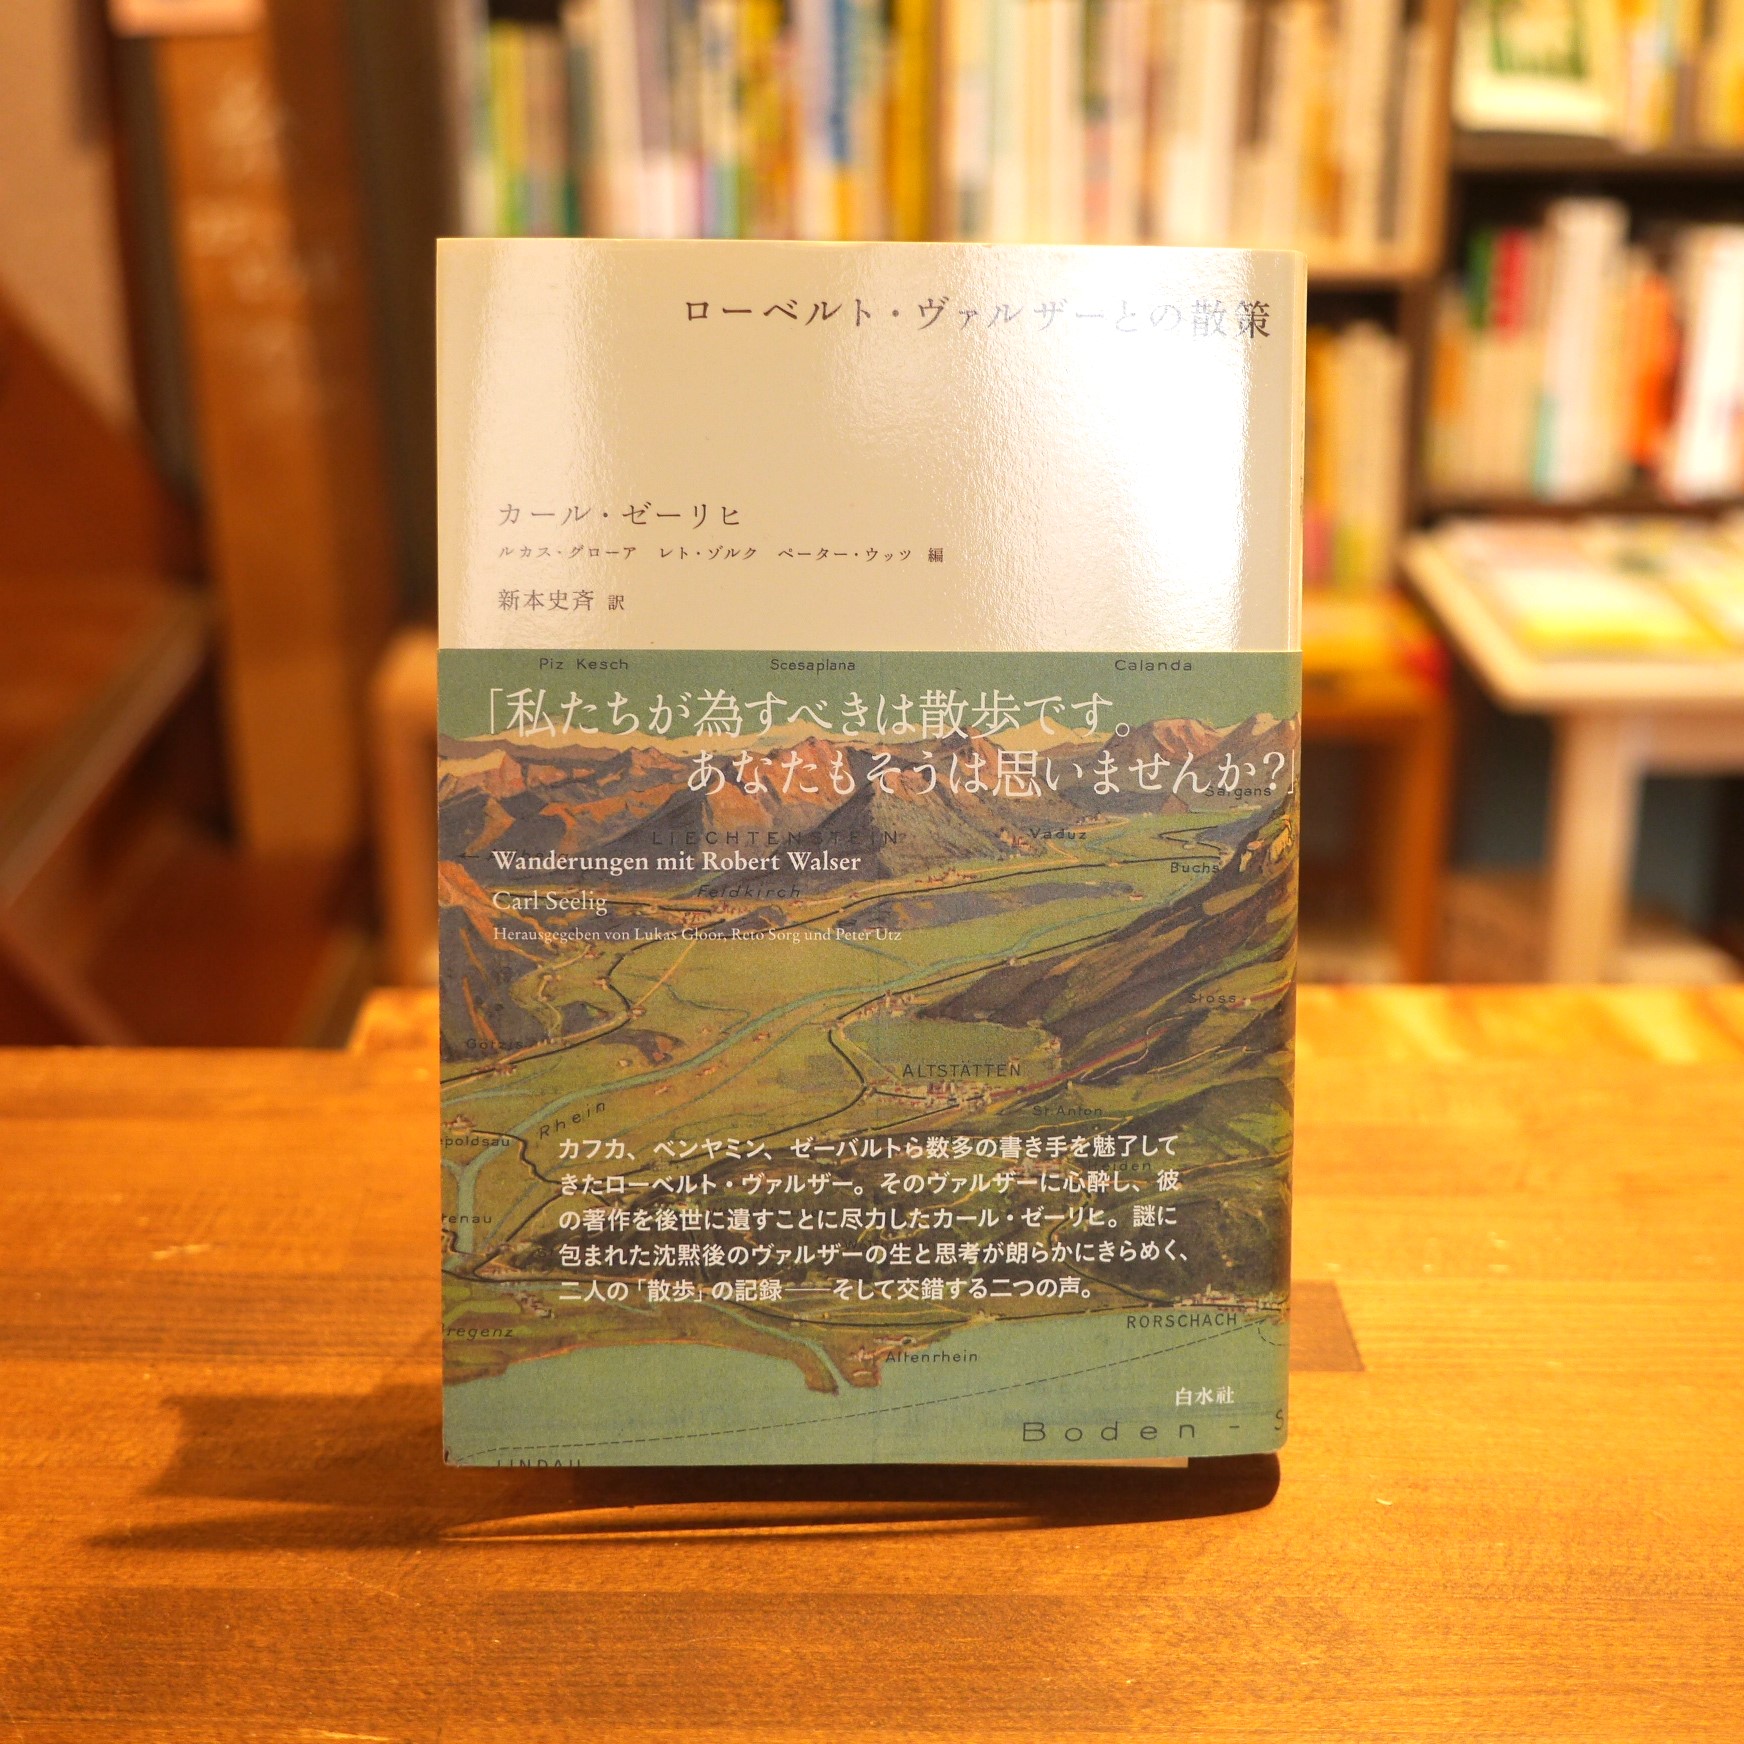 ローベルト・ヴァルザーとの散策
カール・ゼーリヒ
ルカス・グローア　レト・ゾルク　ペーター・ウッツ 編
新本史斉 訳
Piz Kesch
Scesaplana
Calanda
「私たちが為すべきは散歩です。
あなたもそうは思いませんか?」
Sargans
LIECHTENSTEIN
Vaduz
Wanderungen mit Robert Walser
Buchs
Feldkirch
Carl Seelig
Herausgegeben von Lukas Gloor, Reto Sorg und Peter Utz
Stoss
Götzis
ALTSTÄTTEN
St Anton
Rhein
カフカ、ベンヤミン、ゼーバルトら数多の書き手を魅了して
きたローベルト・ヴァルザー。そのヴァルザーに心酔し、彼
の著作を後世に遺すことに尽力したカール・ゼーリヒ。謎に
包まれた沈黙後のヴァルザーの生と思考が朗らかにきらめく、
二人の「散歩」の記録――そして交錯する二つの声。
RORSCHACH
regenz
Altenrhein
白水社
Boden - S
LINDAU